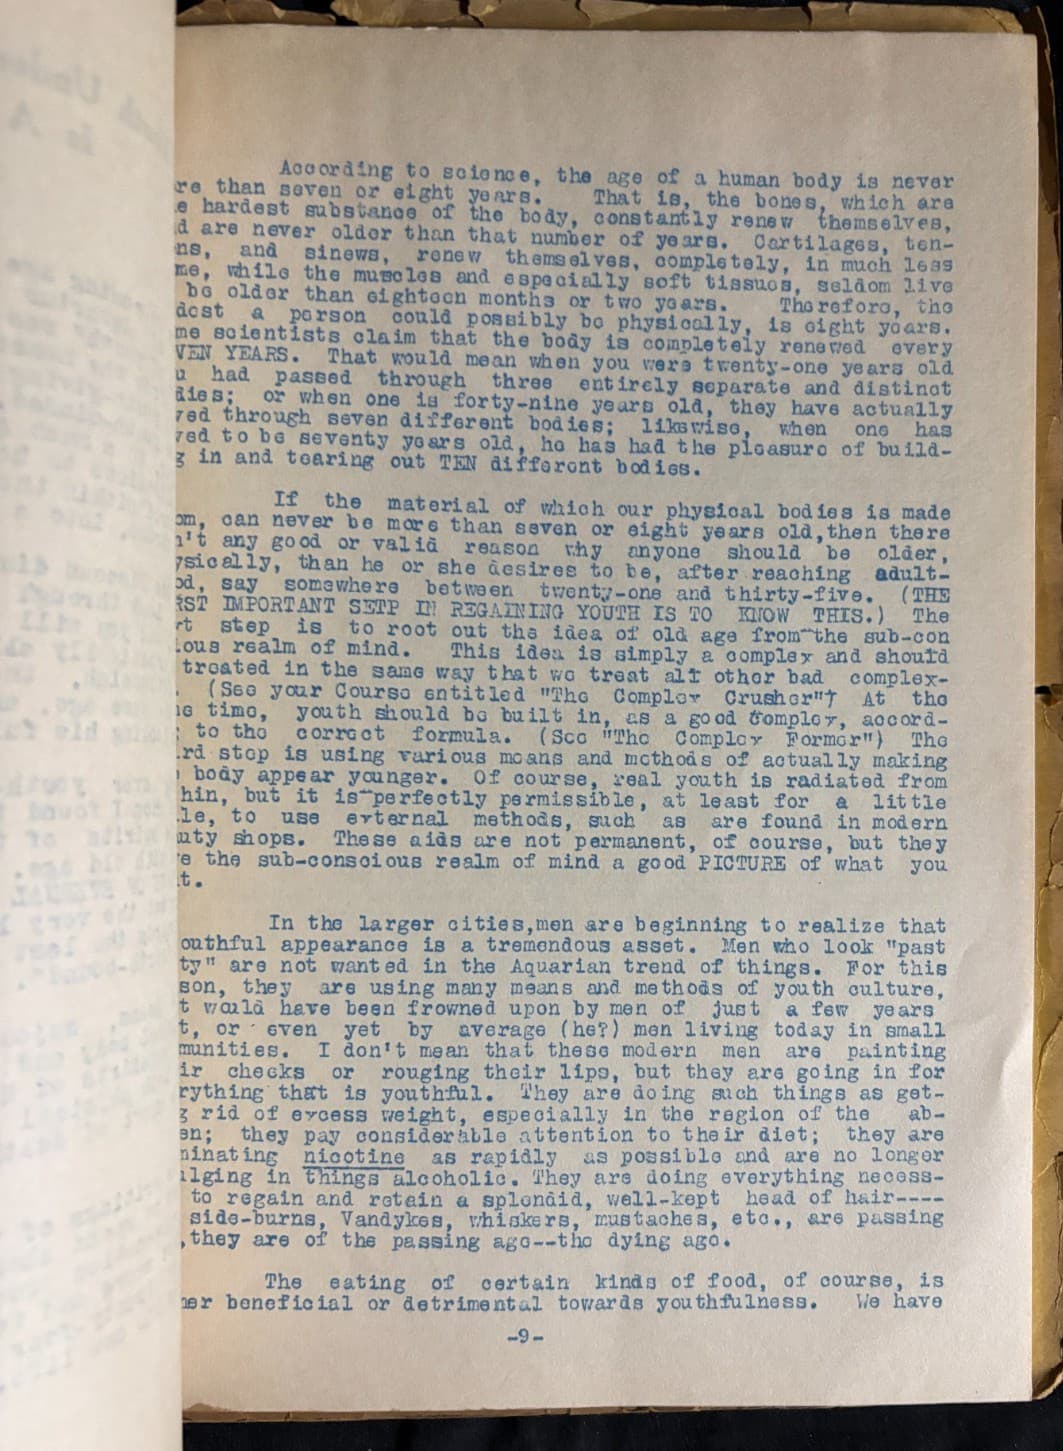 According to science, the age of a human body is never
re than seven or eight years. That is, the bones, which are
e hardest substance of the body, constantly renew themselves,
d are never older than that number of years. Cartilages, ten-
ns, and sinews, renew themselves, completely, in much less
me, while the muscles and especially soft tissues, seldom live
be older than eighteen months or two years. Therefore, the
dest a person could possibly be physically, is eight years.
me scientists claim that the body is completely renewed every
VEN YEARS. That would mean when you were twenty-one years old
u had passed through three entirely separate and distinct
dies; or when one is forty-nine years old, they have actually
ved through seven different bodies; likewise, when one has
ved to be seventy years old, he has had the pleasure of build-
g in and tearing out TEN different bodies.
If the material of which our physical bodies is made
om, can never be more than seven or eight years old,then there
n't any good or valid reason why anyone should be older,
ysically, than he or she desires to be, after reaching adult-
od, say somewhere between twenty-one and thirty-five. (THE
RST IMPORTANT SETP IN REGAINING YOUTH IS TO KNOW THIS.) The
t step is to root out the idea of old age from the sub-con
ious realm of mind. This idea is simply a complex and should
treated in the same way that we treat all other bad complex-
. (See your Course entitled "The Complex Crusher") At the
e time, youth should be built in, as a good complex, accord-
to the correct formula. (See "The Complex Former") The
rd step is using various means and methods of actually making
body appear younger. Of course, real youth is radiated from
hin, but it is perfectly permissible, at least for a little
le, to use external methods, such as are found in modern
uty shops. These aids are not permanent, of course, but they
e the sub-conscious realm of mind a good PICTURE of what you
t.
In the larger cities,men are beginning to realize that
outhful appearance is a tremendous asset. Men who look "past
ty" are not wanted in the Aquarian trend of things. For this
son, they are using many means and methods of youth culture,
t would have been frowned upon by men of just a few years
t, or even yet by average (he?) men living today in small
munities. I don't mean that these modern men are painting
ir cheeks or rouging their lips, but they are going in for
rything that is youthful. They are doing such things as get-
g rid of excess weight, especially in the region of the ab-
en; they pay considerable attention to their diet; they are
minating nicotine as rapidly as possible and are no longer
ulging in things alcoholic. They are doing everything necess-
to regain and retain a splendid, well-kept head of hair----
side-burns, Vandykes, whiskers, mustaches, etc., are passing
,they are of the passing age--the dying age.
The eating of certain kinds of food, of course, is
her beneficial or detrimental towards youthfulness. We have
-9-